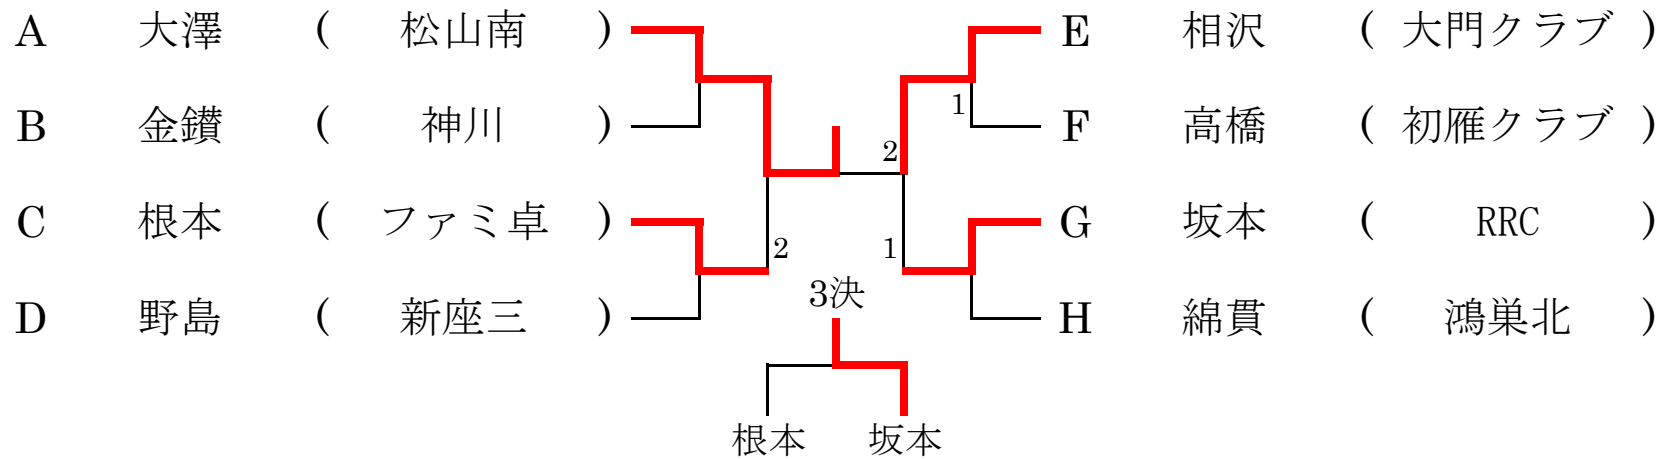 A 大澤 ( 松山南 ) E 相沢 ( 大門クラブ )
1
B 金鑚 ( 神川 ) F 高橋 ( 初雁クラブ )
2
C 根本 ( ファミ卓 ) G 坂本 ( RRC )
2 1
3決
D 野島 ( 新座三 ) H 綿貫 ( 鴻巣北 )
根本 坂本